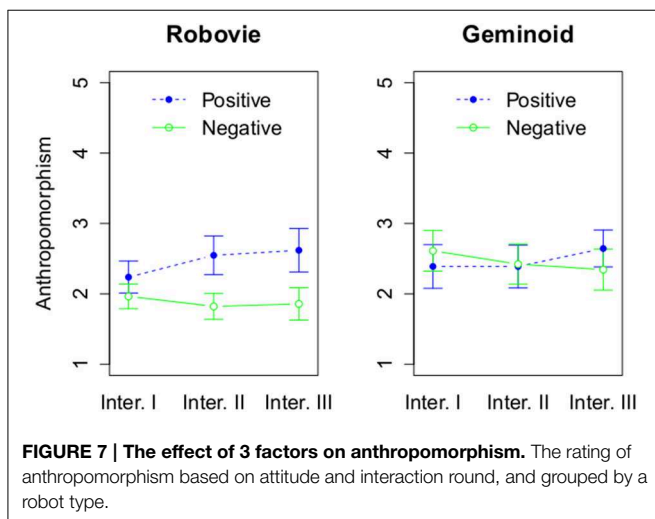 Robovie
Geminoid
Anthropomorphism
5
4
3
2
1
Positive
Negative
Inter. I Inter. II Inter. III
5
4
3
2
1
Positive
Negative
Inter. I Inter. II Inter. III
FIGURE 7 | The effect of 3 factors on anthropomorphism. The rating of
anthropomorphism based on attitude and interaction round, and grouped by a
robot type.